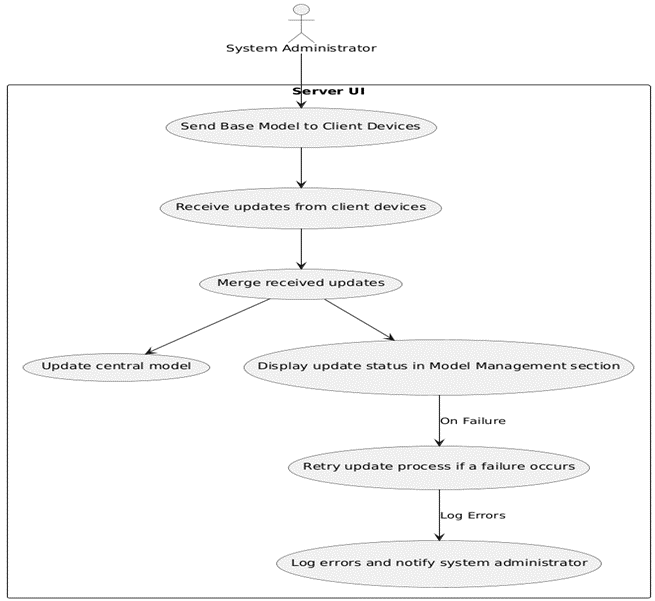 System Administrator
Server UI
Send Base Model to Client Devices
Receive updates from client devices
Merge received updates
Update central model
Display update status in Model Management section
On Failure
Retry update process if a failure occurs
Log Errors
Log errors and notify system administrator